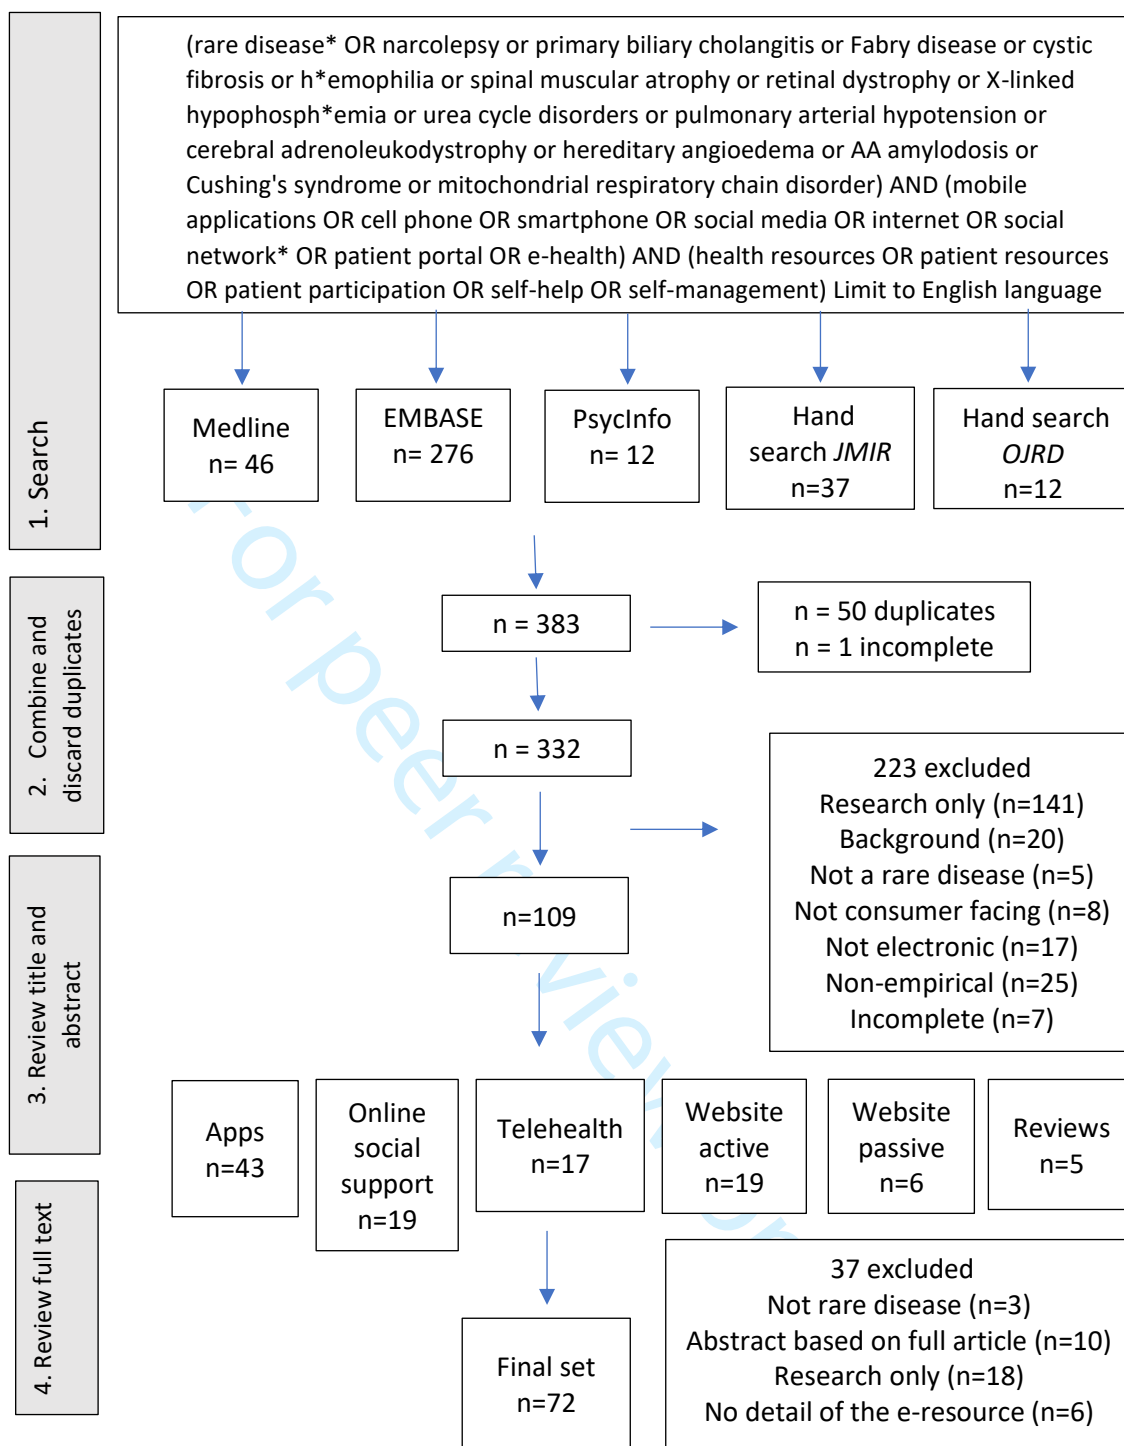 (rare disease* OR narcolepsy or primary biliary cholangitis or Fabry disease or cystic
fibrosis or h*emophilia or spinal muscular atrophy or retinal dystrophy or X-linked
hypophosph*emia or urea cycle disorders or pulmonary arterial hypotension or
cerebral adrenoleukodystrophy or hereditary angioedema or AA amylodosis or
Cushing's syndrome or mitochondrial respiratory chain disorder) AND (mobile
applications OR cell phone OR smartphone OR social media OR internet OR social
network* OR patient portal OR e-health) AND (health resources OR patient resources
OR patient participation OR self-help OR self-management) Limit to English language
1. Search
Medline
n= 46
EMBASE
n= 276
PsycInfo
n= 12
Hand
search JMIR
n=37
Hand search
OJRD
n=12
2. Combine and
discard duplicates
n = 383
n = 50 duplicates
n = 1 incomplete
n = 332
223 excluded
Research only (n=141)
Background (n=20)
Not a rare disease (n=5)
Not consumer facing (n=8)
Not electronic (n=17)
Non-empirical (n=25)
Incomplete (n=7)
3. Review title and
abstract
n=109
Apps
n=43
Online
social
support
n=19
Telehealth
n=17
Website
active
n=19
Website
passive
n=6
Reviews
n=5
4. Review full text
37 excluded
Not rare disease (n=3)
Abstract based on full article (n=10)
Research only (n=18)
No detail of the e-resource (n=6)
Final set
n=72